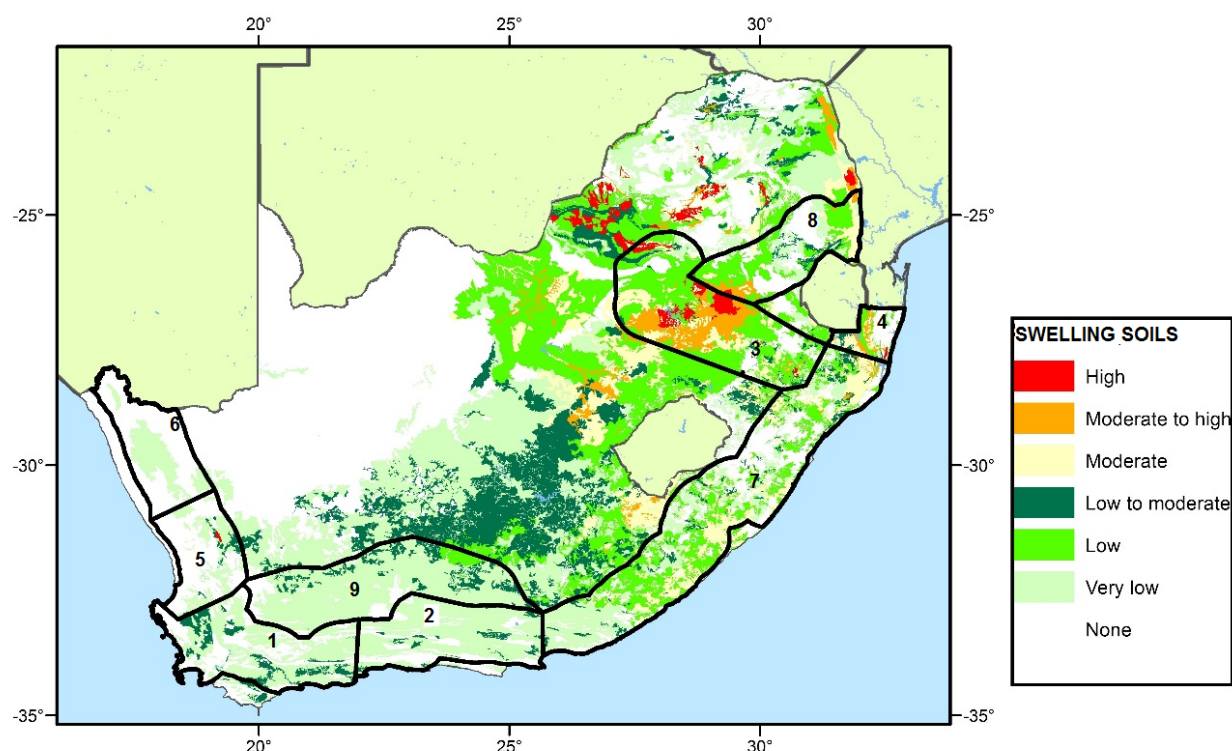 20° 25° 30°
-25° -25°
-30° -30°
-35° -35°
20° 25° 30°
8
4
3
6
7
5
9
2
1
SWELLING SOILS
High
Moderate to high
Moderate
Low to moderate
Low
Very low
None